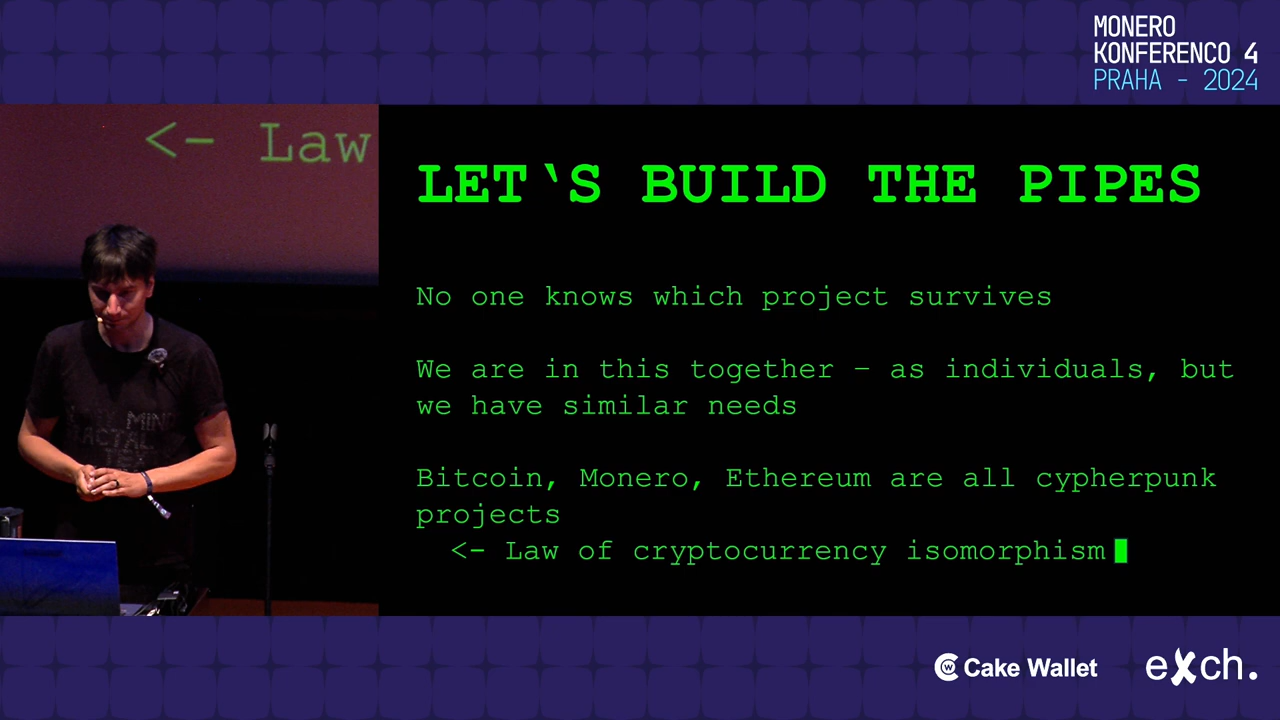 MONERO
KONFERENCO 4
PRAHA - 2024
<- Law
LET`S BUILD THE PIPES
No one knows which project survives
We are in this together – as individuals, but
we have similar needs
Bitcoin, Monero, Ethereum are all cypherpunk
projects
<- Law of cryptocurrency isomorphism
MIND
Cake Wallet
exch.